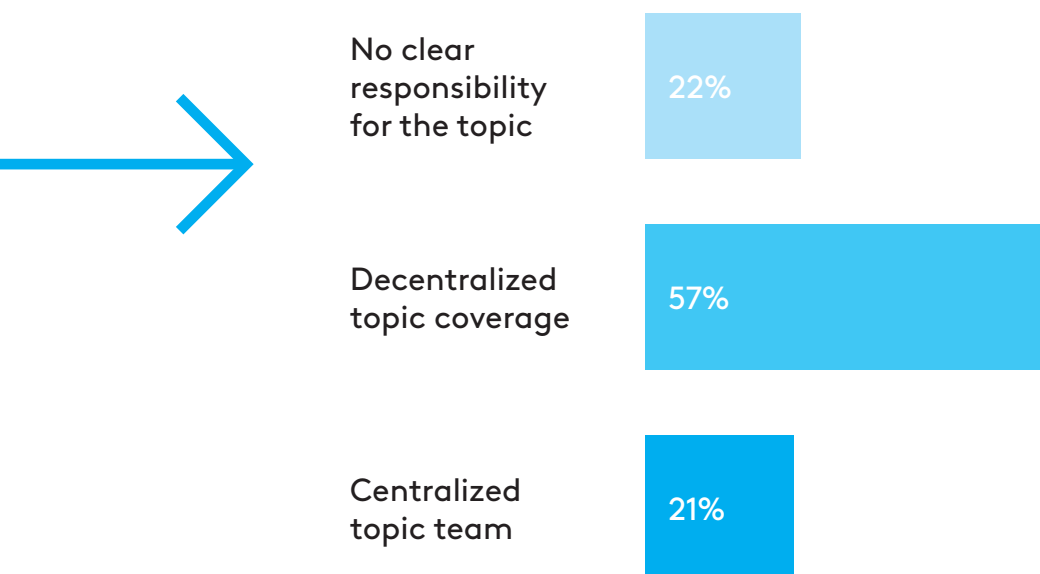 No clear
responsibility
for the topic
22%
Decentralized
topic coverage
57%
Centralized
topic team
21%